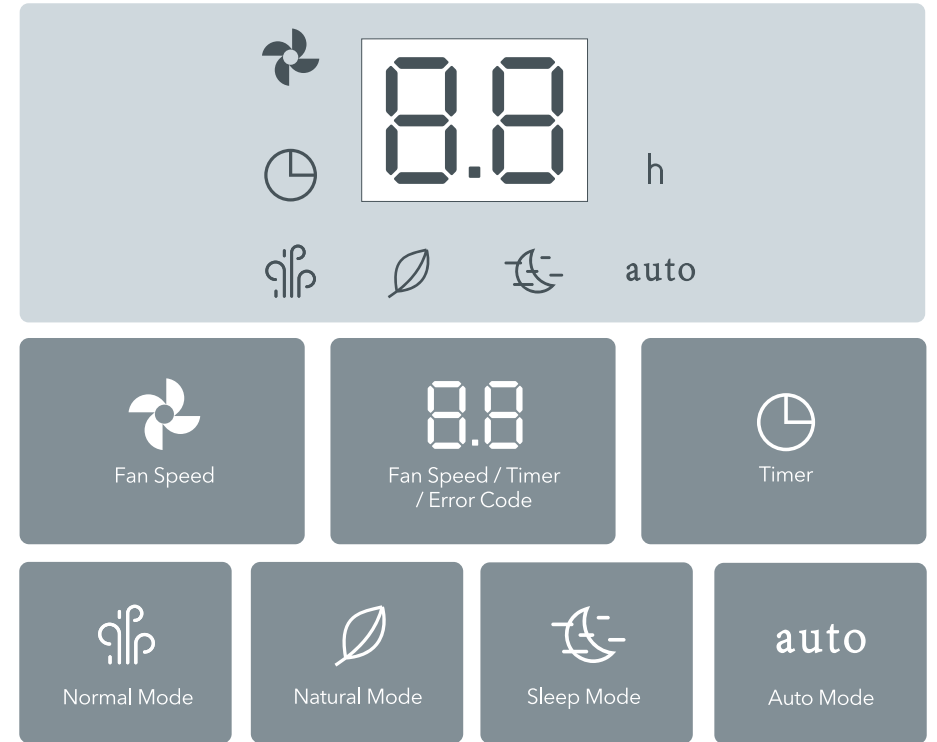 8.8
h
auto
Fan Speed
8.8
Fan Speed / Timer
/ Error Code
Timer
Normal Mode
Natural Mode
Sleep Mode
auto
Auto Mode